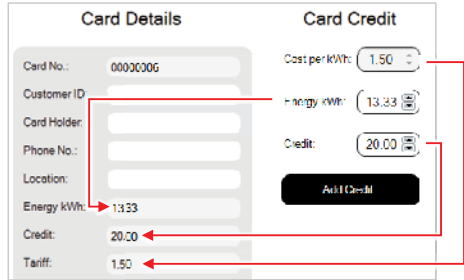 Card Details
Card No.: 00000006
Customer ID:
Card Holder:
Phone No.:
Location:
Energy kWh: 13.33
Credit: 20.00
Tariff: 1.50
Card Credit
Cost per kWh: 1.50
Energy kWh: 13.33
Credit: 20.00
Add Credit